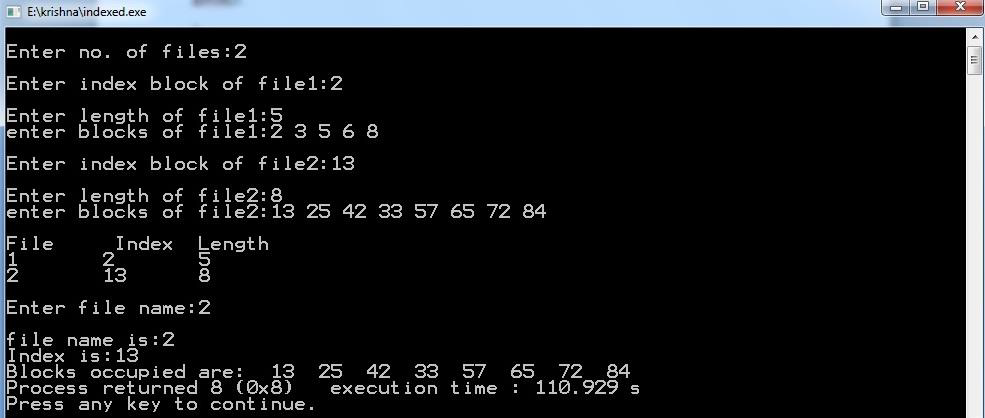 E:\krishna\indexed.exe
Enter no. of files:2
Enter index block of file1:2
Enter length of file1:5
enter blocks of file1:2 3 5 6 8
Enter index block of file2:13
Enter length of file2:8
enter blocks of file2:13 25 42 33 57 65 72 84
File Index Length
1 2 5
2 13 8
Enter file name:2
file name is:2
Index is:13
Blocks occupied are: 13 25 42 33 57 65 72 84
Process returned 8 (0x8) execution time : 110.929 s
Press any key to continue.